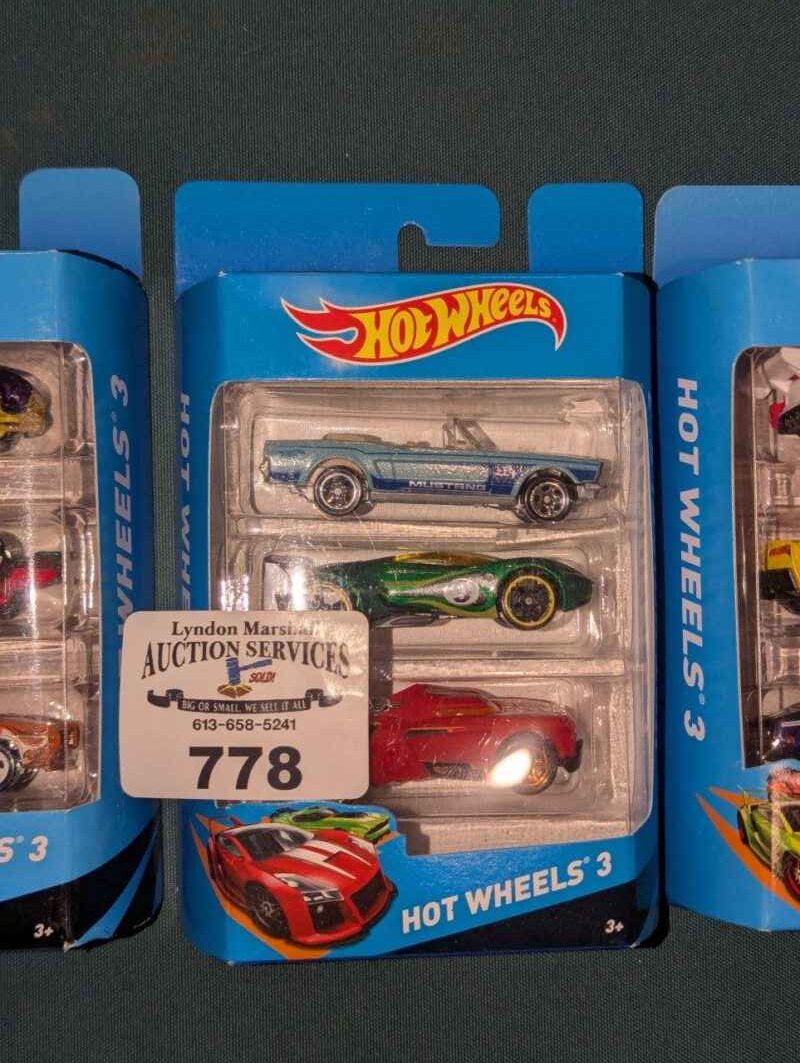 HOT WHEELS
MUSTANG
HOT WHEELS 3
3+
Lyndon Marshall
AUCTION SERVICES
SOLD!
BIG OR SMALL, WE SELL IT ALL
613-658-5241
778
HOT WHE
WHEELS 3
S 3
3+
HOT WHEELS 3